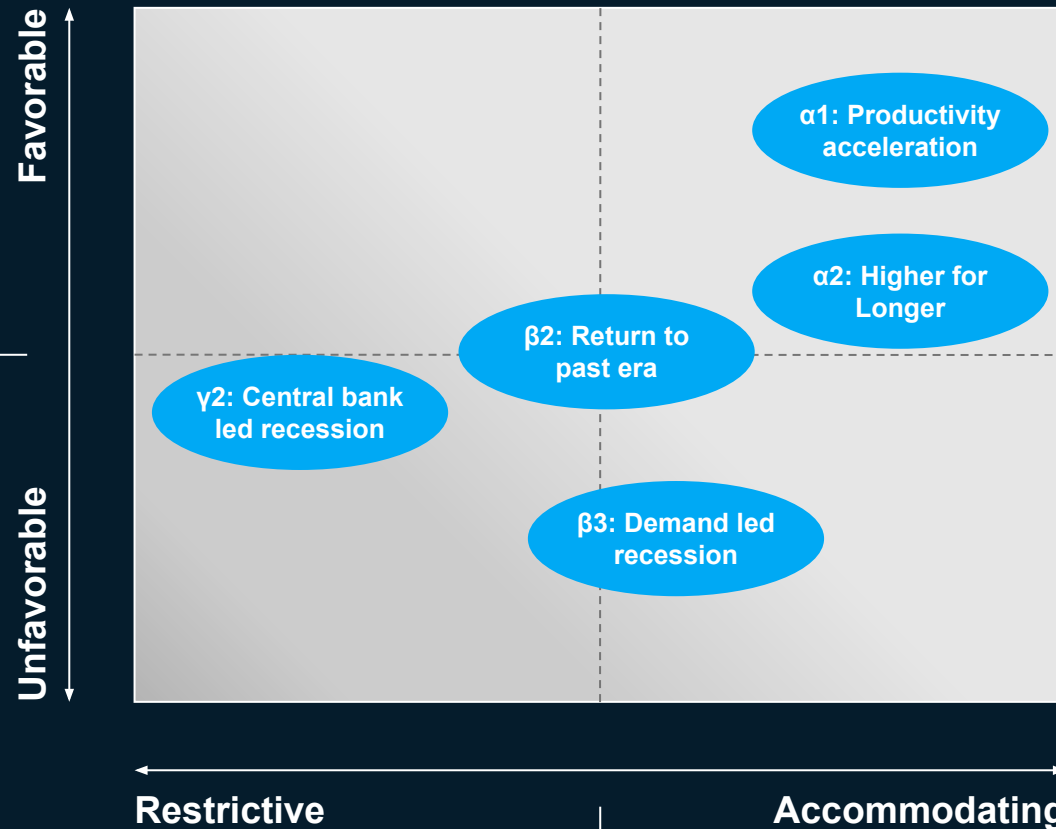 Favorable
Unfavorable
α1: Productivity
acceleration
α2: Higher for
Longer
β2: Return to
past era
γ2: Central bank
led recession
β3: Demand led
recession
Restrictive
Accommodating